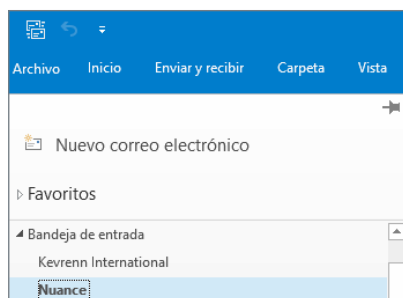 Archivo Inicio Enviar y recibir Carpeta Vista
Nuevo correo electrónico
Favoritos
Bandeja de entrada
Kevrenn International
Nuance